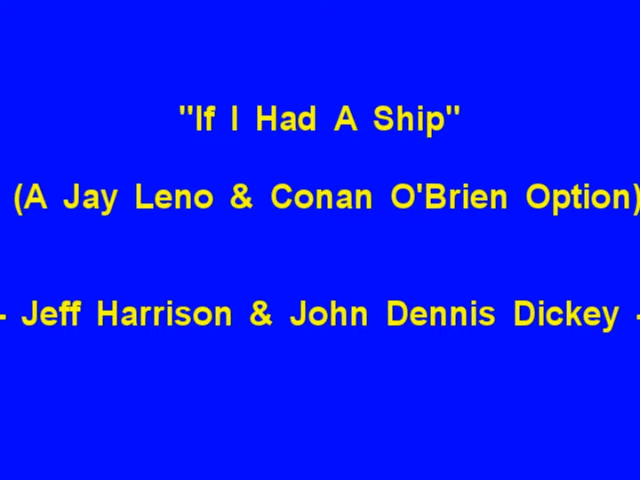 "If I Had A Ship"
(A Jay Leno & Conan O'Brien Option)
- Jeff Harrison & John Dennis Dickey -